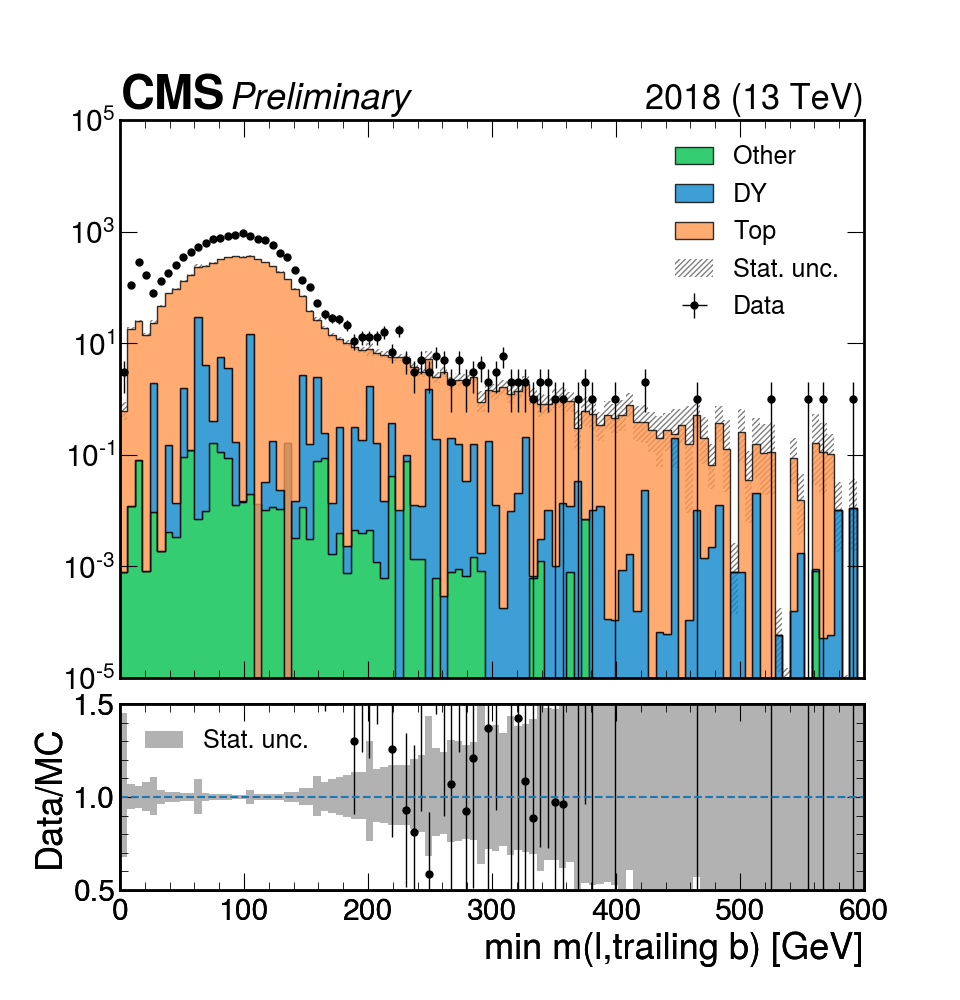 CMS Preliminary 2018 (13 TeV)
10^5
10^3
10^1
10^-1
10^-3
10^-5
Other
DY
Top
Stat. unc.
Data
1.5
1.0
0.5
Data/MC
Stat. unc.
0 100 200 300 400 500 600
min m(l,trailing b) [GeV]